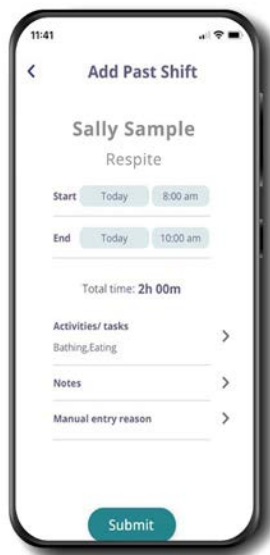 11:41
Add Past Shift
Sally Sample
Respite
Start Today 8:00 am
End Today 10:00 am
Total time: 2h 00m
Activities/ tasks
Bathing,Eating
Notes
Manual entry reason
Submit